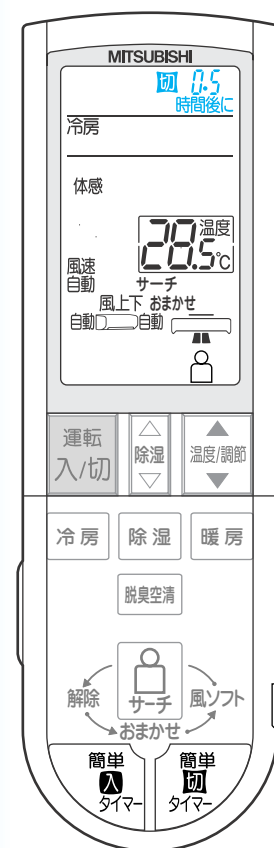 MITSUBISHI
切 0.5
時間後に
冷房
体感
28.5℃
温度
風速
自動
サーチ
風上下 おまかせ
自動 自動
運転
入/切
△
除湿
▽
▲
温度/調節
▼
冷房
除湿
暖房
脱臭空清
解除
サーチ
風ソフト
おまかせ
簡単
入
タイマー
簡単
切
タイマー